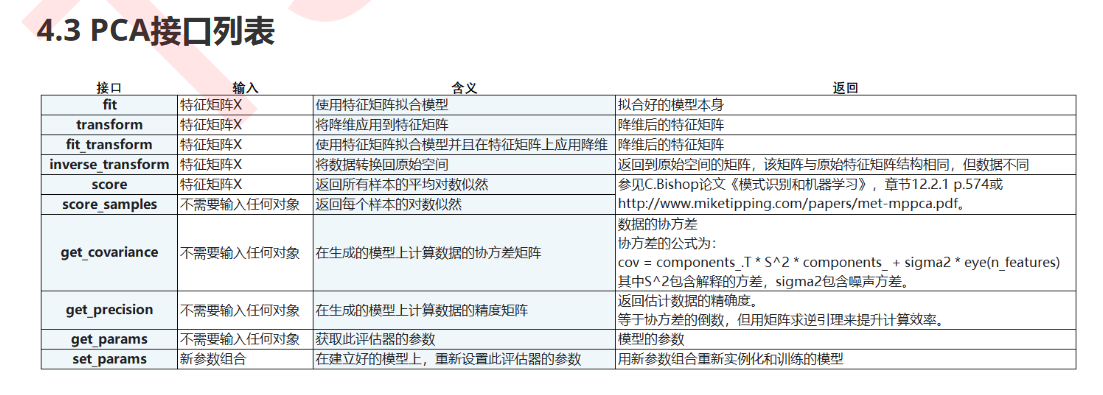 4.3 PCA接口列表
接口 输入 含义 返回
fit 特征矩阵X 使用特征矩阵拟合模型 拟合好的模型本身
transform 特征矩阵X 将降维应用到特征矩阵 降维后的特征矩阵
fit_transform 特征矩阵X 使用特征矩阵拟合模型并且在特征矩阵上应用降维 降维后的特征矩阵
inverse_transform 特征矩阵X 将数据转换回原始空间 返回到原始空间的矩阵，该矩阵与原始特征矩阵结构相同，但数据不同
score 特征矩阵X 返回所有样本的平均对数似然 参见C.Bishop论文《模式识别和机器学习》，章节12.2.1 p.574或
score_samples 不需要输入任何对象 返回每个样本的对数似然 http://www.miketipping.com/papers/met-mppca.pdf。
数据的协方差
协方差的公式为：
get_covariance 不需要输入任何对象 在生成的模型上计算数据的协方差矩阵
cov = components_.T * S^2 * components_ + sigma2 * eye(n_features)
其中S^2包含解释的方差，sigma2包含噪声方差。
get_precision 不需要输入任何对象 在生成的模型上计算数据的精度矩阵
返回估计数据的精确度。
等于协方差的倒数，但用矩阵求逆引理来提升计算效率。
get_params 不需要输入任何对象 获取此评估器的参数 模型的参数
set_params 新参数组合 在建立好的模型上，重新设置此评估器的参数 用新参数组合重新实例化和训练的模型